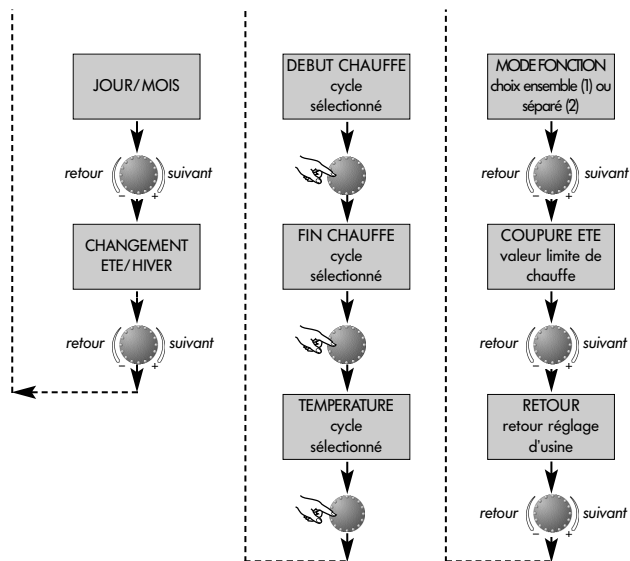 JOUR/MOIS
retour - + suivant
CHANGEMENT
ETE/HIVER
retour - + suivant
DEBUT CHAUFFE
cycle
sélectionné
FIN CHAUFFE
cycle
sélectionné
TEMPERATURE
cycle
sélectionné
MODE FONCTION
choix ensemble (1) ou
séparé (2)
retour - + suivant
COUPURE ETE
valeur limite de
chauffe
retour - + suivant
RETOUR
retour réglage
d'usine
retour - + suivant